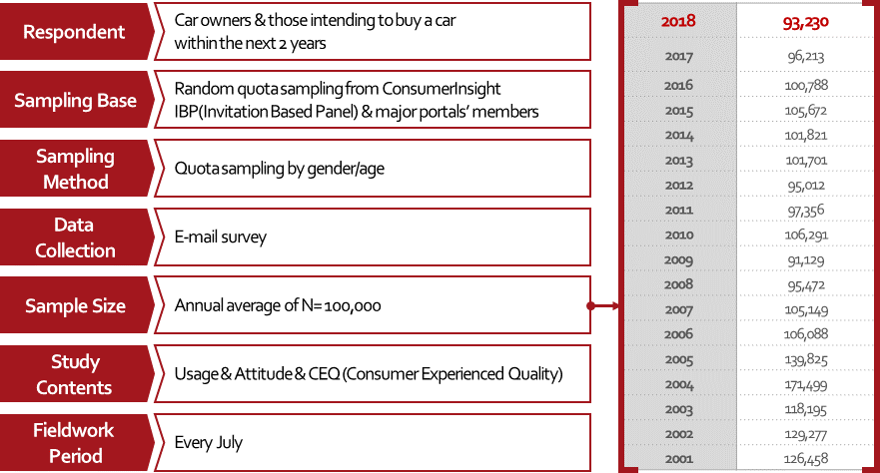 Respondent
Car owners & those intending to buy a car
within the next 2 years
Sampling Base
Random quota sampling from ConsumerInsight
IBP(Invitation Based Panel) & major portals' members
Sampling
Method
Quota sampling by gender/age
Data
Collection
E-mail survey
Sample Size
Annual average of N= 100,000
Study
Contents
Usage & Attitude & CEQ (Consumer Experienced Quality)
Fieldwork
Period
Every July
2018 93,230
2017 96,213
2016 100,788
2015 105,672
2014 101,821
2013 101,701
2012 95,012
2011 97,356
2010 106,291
2009 91,129
2008 95,472
2007 105,149
2006 106,088
2005 139,825
2004 171,499
2003 118,195
2002 129,277
2001 126,458